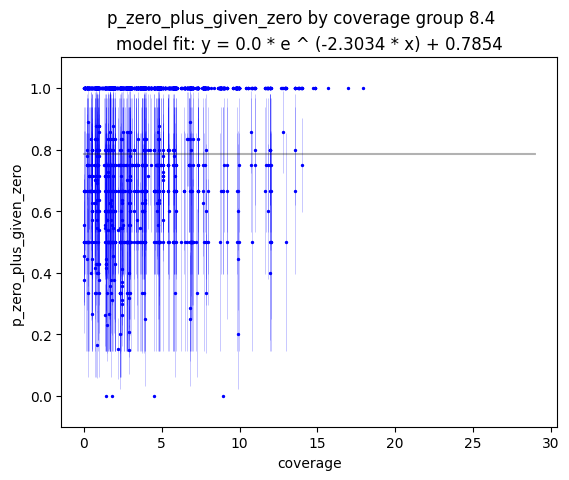 p_zero_plus_given_zero by coverage group 8.4
model fit: y = 0.0 * e ^ (-2.3034 * x) + 0.7854
1.0
0.8
0.6
0.4
0.2
0.0
p_zero_plus_given_zero
0 5 10 15 20 25 30
coverage